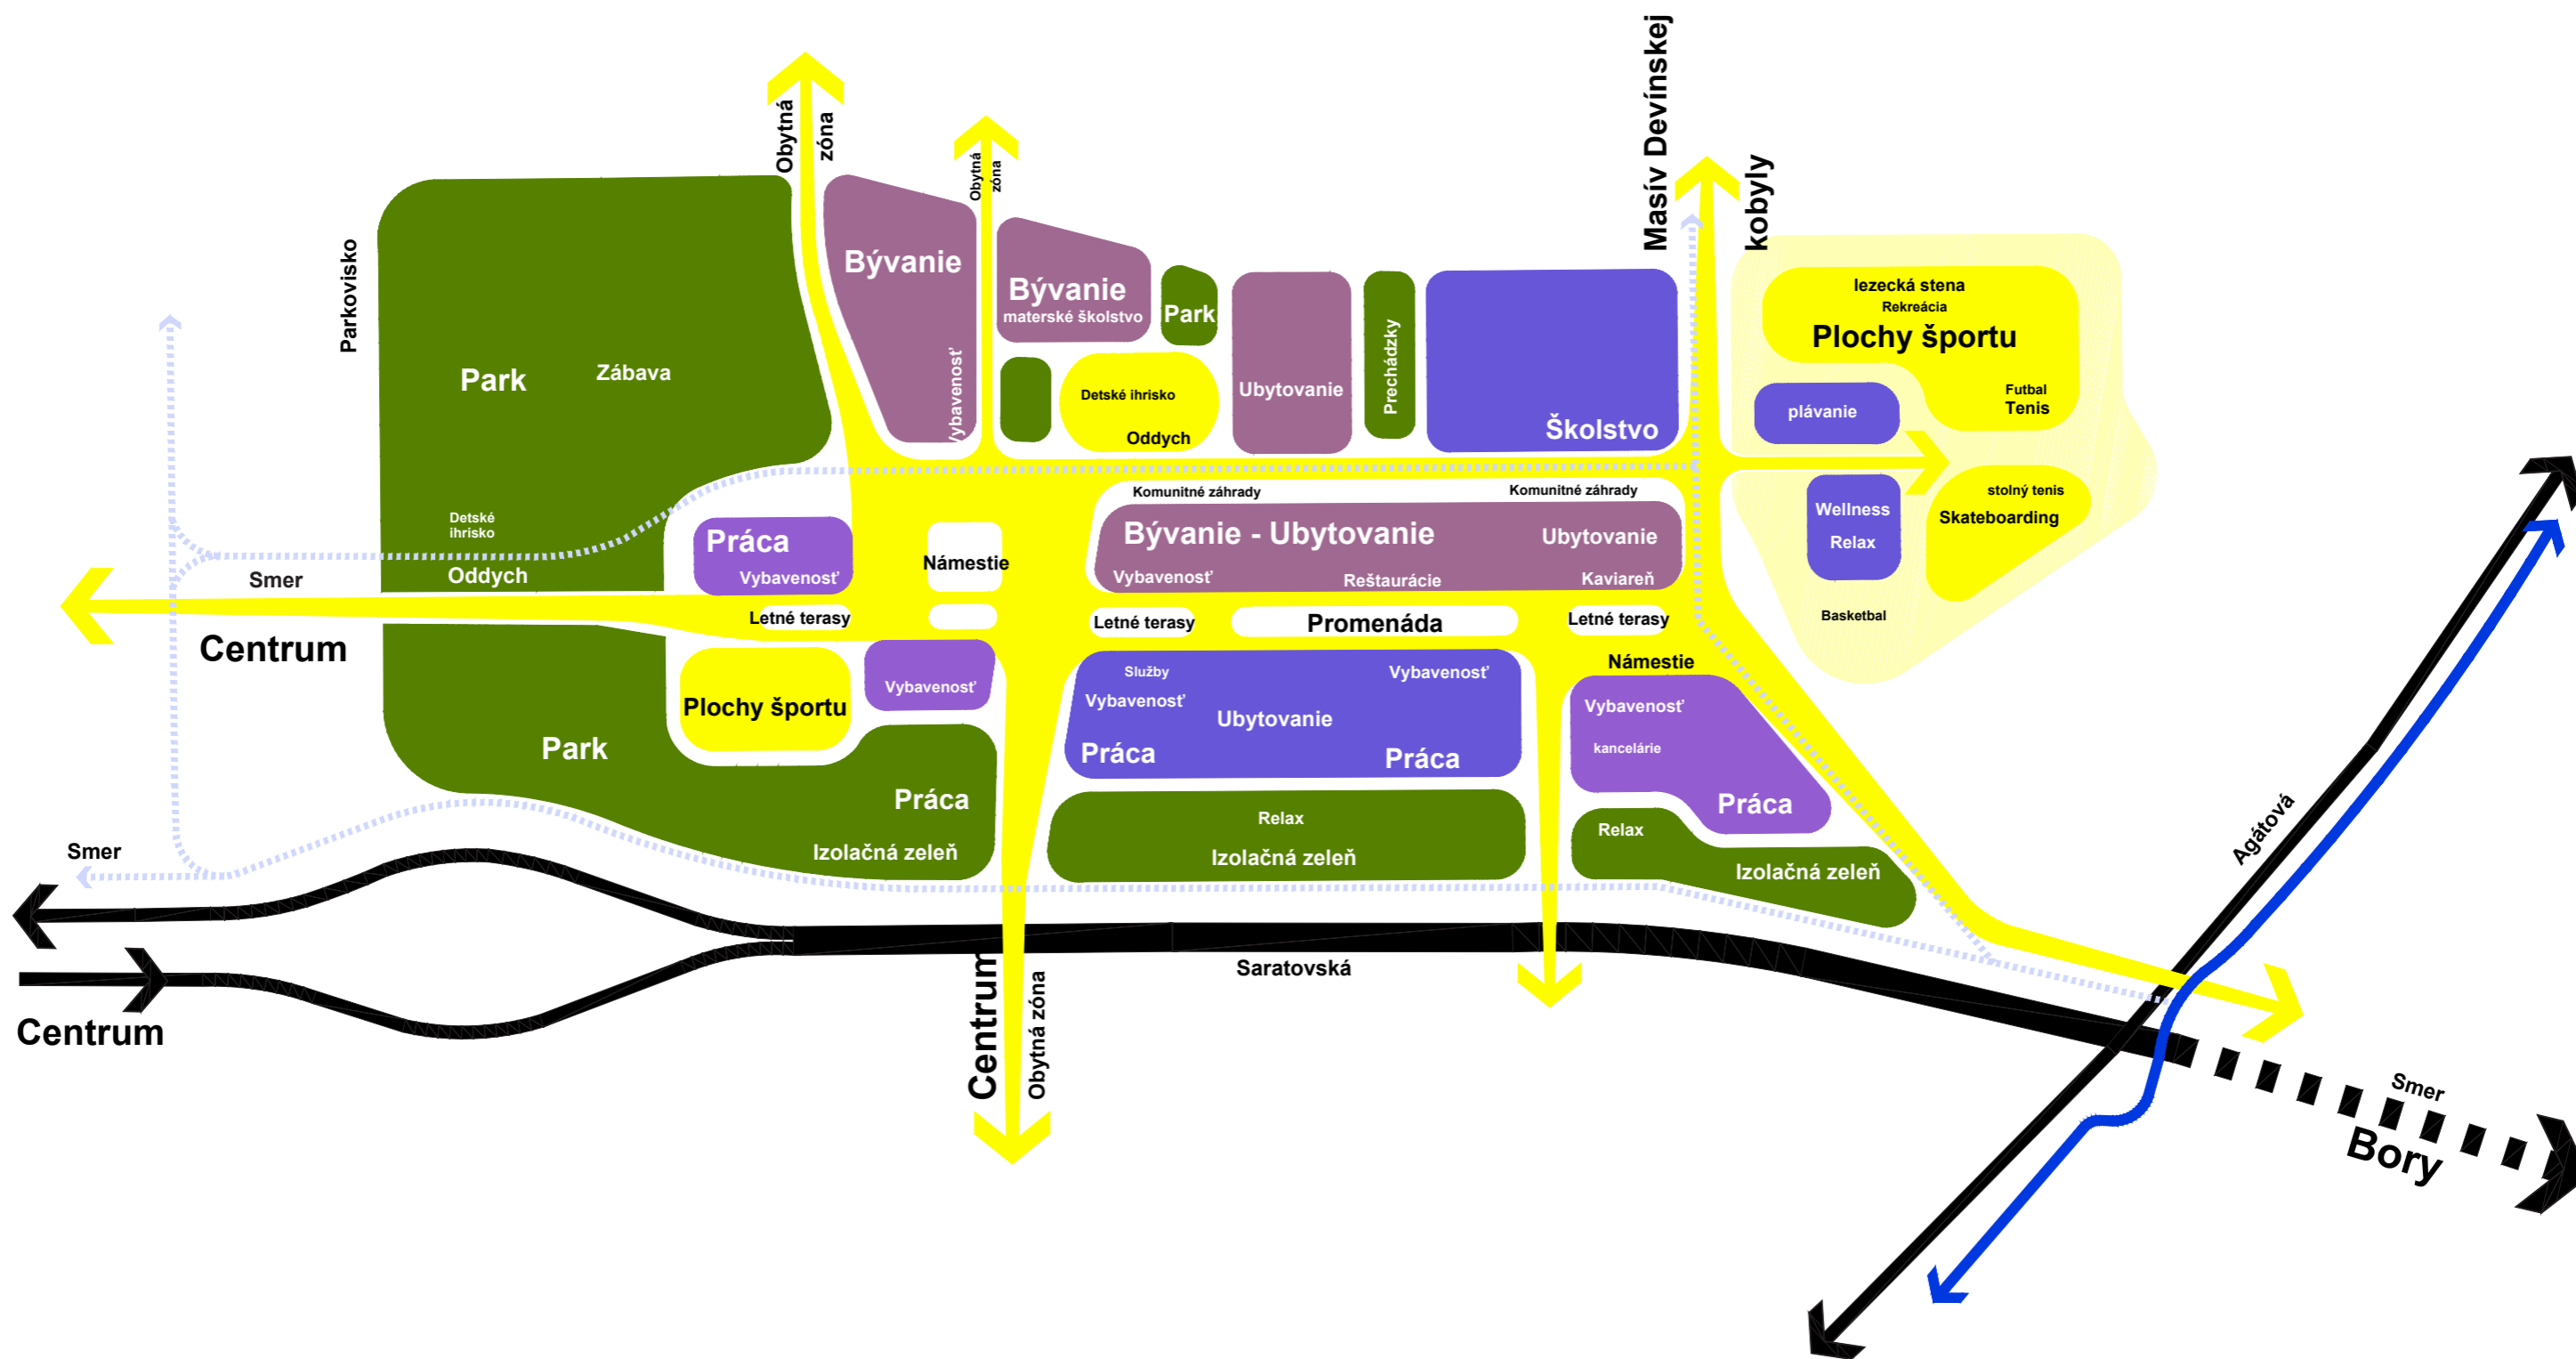 Masív Devínskej
kobyly
Obytná
zóna
Obytná
zóna
Parkovisko
Bývanie
Vybavenosť
Bývanie
materské školstvo
Park
Ubytovanie
Prechádzky
Školstvo
lezecká stena
Rekreácia
Plochy športu
Futbal
Tenis
plávanie
Park
Zábava
Detské ihrisko
Oddych
Komunitné záhrady
Komunitné záhrady
stolný tenis
Skateboarding
Wellness
Relax
Basketbal
Detské
ihrisko
Oddych
Práca
Vybavenosť
Námestie
Bývanie - Ubytovanie
Ubytovanie
Vybavenosť
Reštaurácie
Kaviareň
Smer
Centrum
Letné terasy
Letné terasy
Promenáda
Letné terasy
Námestie
Plochy športu
Vybavenosť
Služby
Vybavenosť
Vybavenosť
Ubytovanie
Práca
Práca
Vybavenosť
kancelárie
Práca
Park
Práca
Izolačná zeleň
Relax
Izolačná zeleň
Relax
Izolačná zeleň
Agátová
Smer
Centrum
Saratovská
Centrum
Obytná zóna
Smer
Bory